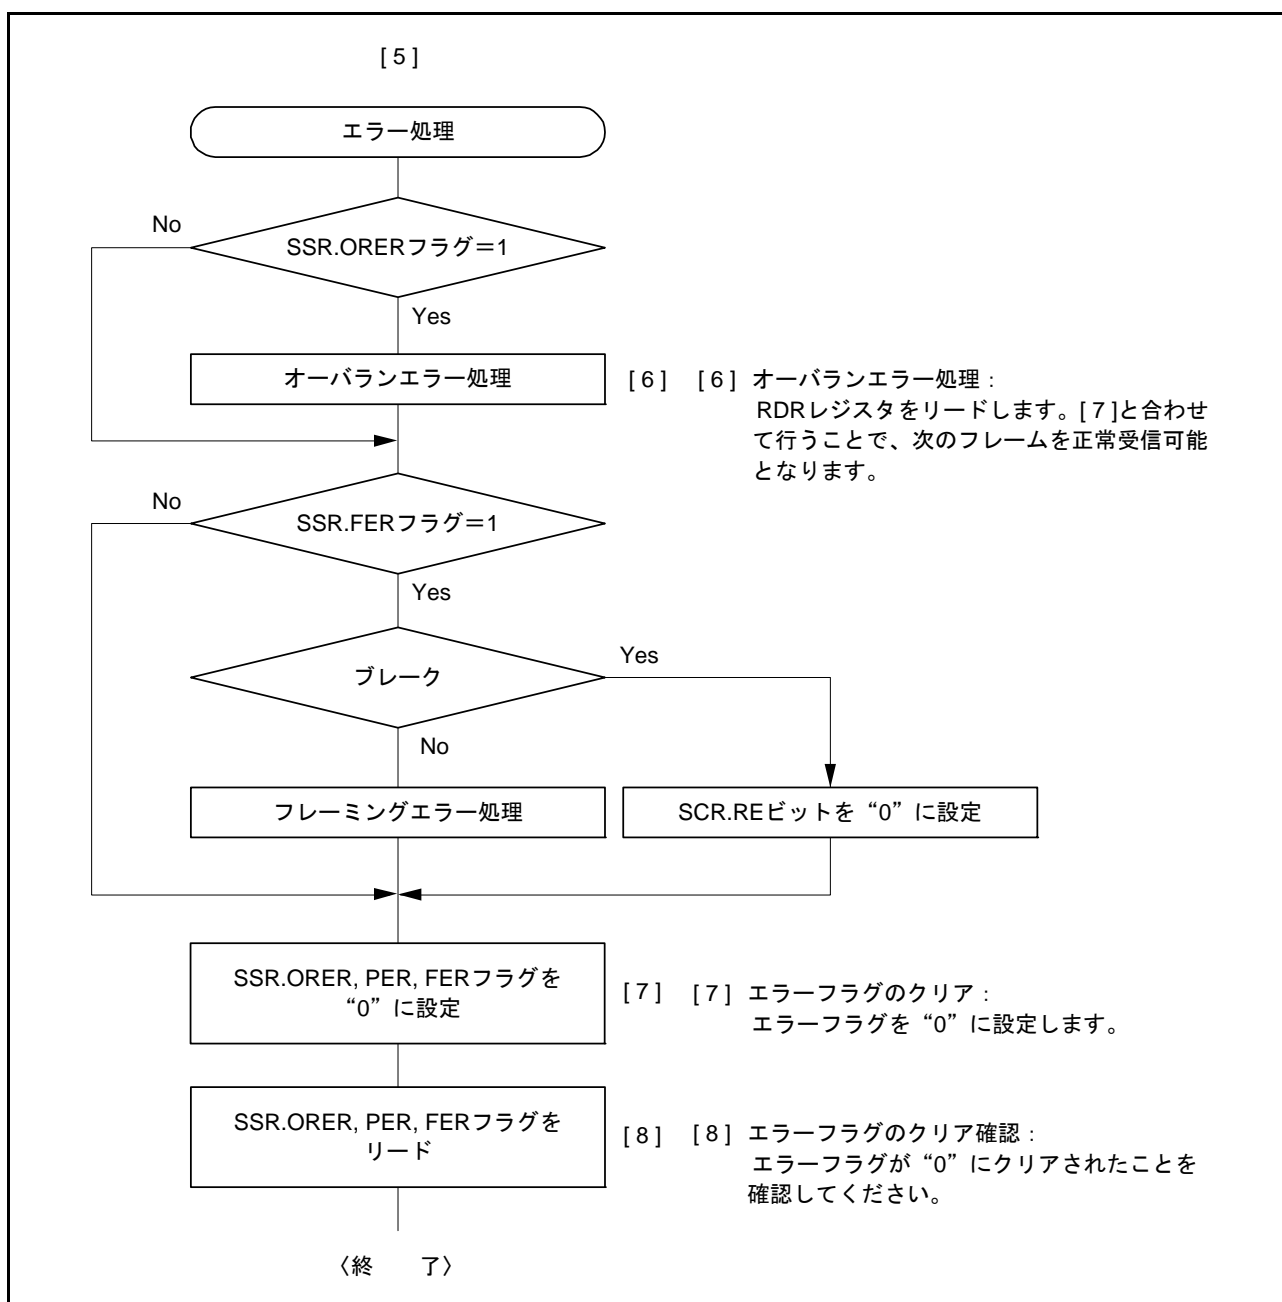 [ 5 ]
エラー処理
No
SSR.ORERフラグ＝1
Yes
オーバランエラー処理
[ 6 ]
[ 6 ] オーバランエラー処理：
RDRレジスタをリードします。[ 7 ]と合わせ
て行うことで、次のフレームを正常受信可能
となります。
No
SSR.FERフラグ＝1
Yes
ブレーク
Yes
No
フレーミングエラー処理
SCR.REビットを“0”に設定
SSR.ORER, PER, FERフラグを
“0”に設定
[ 7 ]
[ 7 ] エラーフラグのクリア：
エラーフラグを“0”に設定します。
SSR.ORER, PER, FERフラグを
リード
[ 8 ]
[ 8 ] エラーフラグのクリア確認：
エラーフラグが“0”にクリアされたことを
確認してください。
〈終　了〉